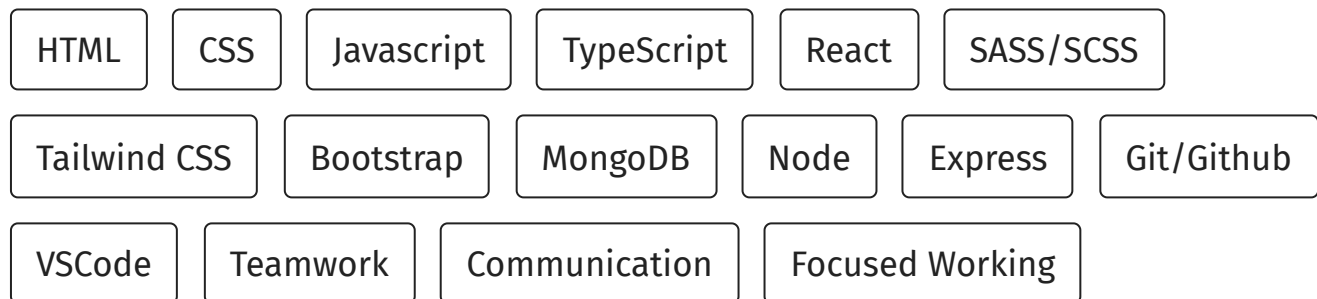 HTML CSS Javascript TypeScript React SASS/SCSS
Tailwind CSS Bootstrap MongoDB Node Express Git/Github
VSCode Teamwork Communication Focused Working